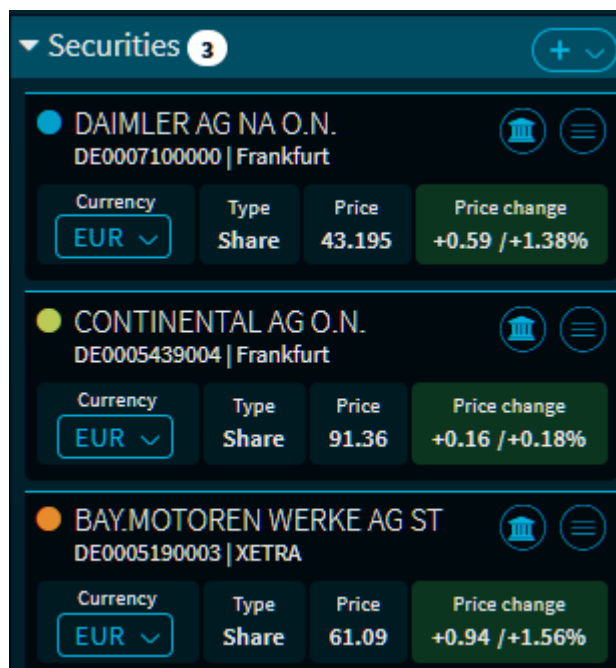 Securities 3
+
DAIMLER AG NA O.N.
DE0007100000 | Frankfurt
Currency Type Price Price change
EUR Share 43.195 +0.59 /+1.38%
CONTINENTAL AG O.N.
DE0005439004 | Frankfurt
Currency Type Price Price change
EUR Share 91.36 +0.16 /+0.18%
BAY.MOTOREN WERKE AG ST
DE0005190003 | XETRA
Currency Type Price Price change
EUR Share 61.09 +0.94 /+1.56%